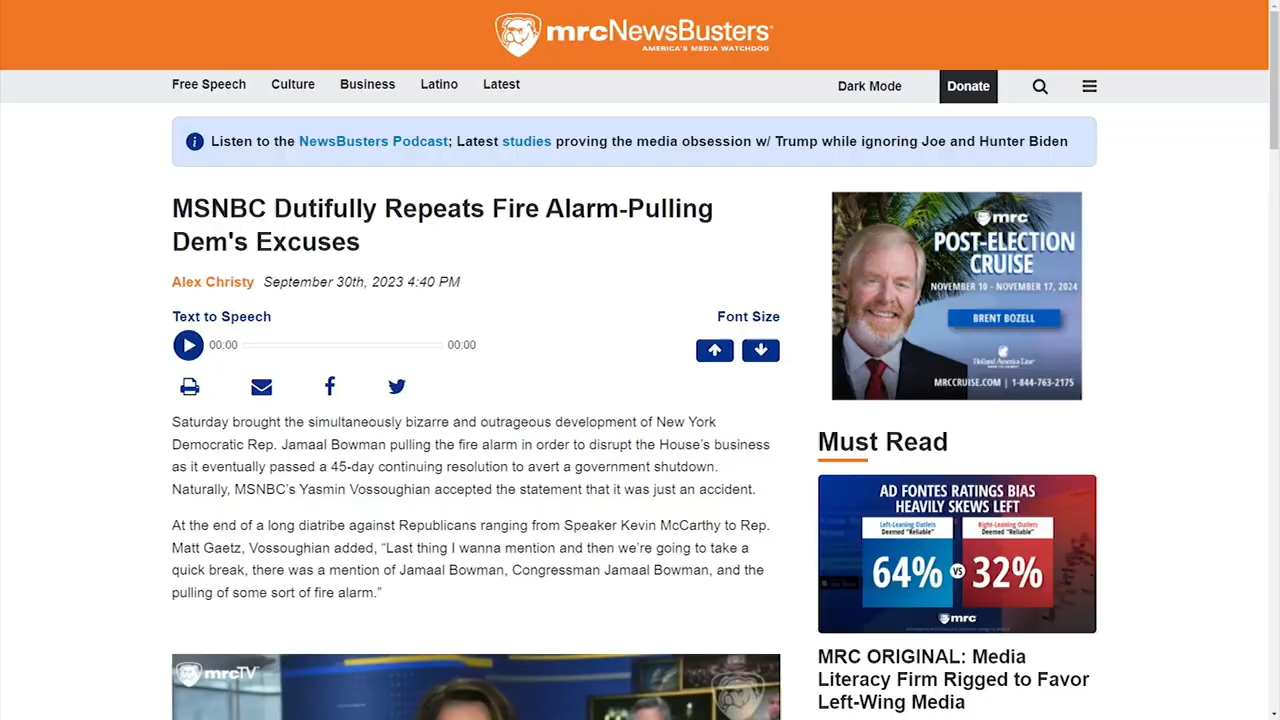 mrcNewsBusters
AMERICA'S MEDIA WATCHDOG
Free Speech Culture Business Latino Latest Dark Mode Donate
Listen to the NewsBusters Podcast; Latest studies proving the media obsession w/ Trump while ignoring Joe and Hunter Biden
MSNBC Dutifully Repeats Fire Alarm-Pulling
Dem's Excuses
Alex Christy September 30th, 2023 4:40 PM
Text to Speech Font Size
00:00 00:00
Saturday brought the simultaneously bizarre and outrageous development of New York
Democratic Rep. Jamaal Bowman pulling the fire alarm in order to disrupt the House's business
as it eventually passed a 45-day continuing resolution to avert a government shutdown.
Naturally, MSNBC's Yasmin Vossoughian accepted the statement that it was just an accident.
At the end of a long diatribe against Republicans ranging from Speaker Kevin McCarthy to Rep.
Matt Gaetz, Vossoughian added, “Last thing I wanna mention and then we're going to take a
quick break, there was a mention of Jamaal Bowman, Congressman Jamaal Bowman, and the
pulling of some sort of fire alarm.”
mrcTV
mrc
POST-ELECTION
CRUISE
NOVEMBER 10 - NOVEMBER 17, 2024
BRENT BOZELL
Holland America Line
MRCCRUISE.COM | 1-844-763-2175
Must Read
AD FONTES RATINGS BIAS
HEAVILY SKEWS LEFT
Left-Leaning Outlets Right-Leaning Outlets
Deemed "Reliable" Deemed "Reliable"
64% VS 32%
mrc
MRC ORIGINAL: Media
Literacy Firm Rigged to Favor
Left-Wing Media